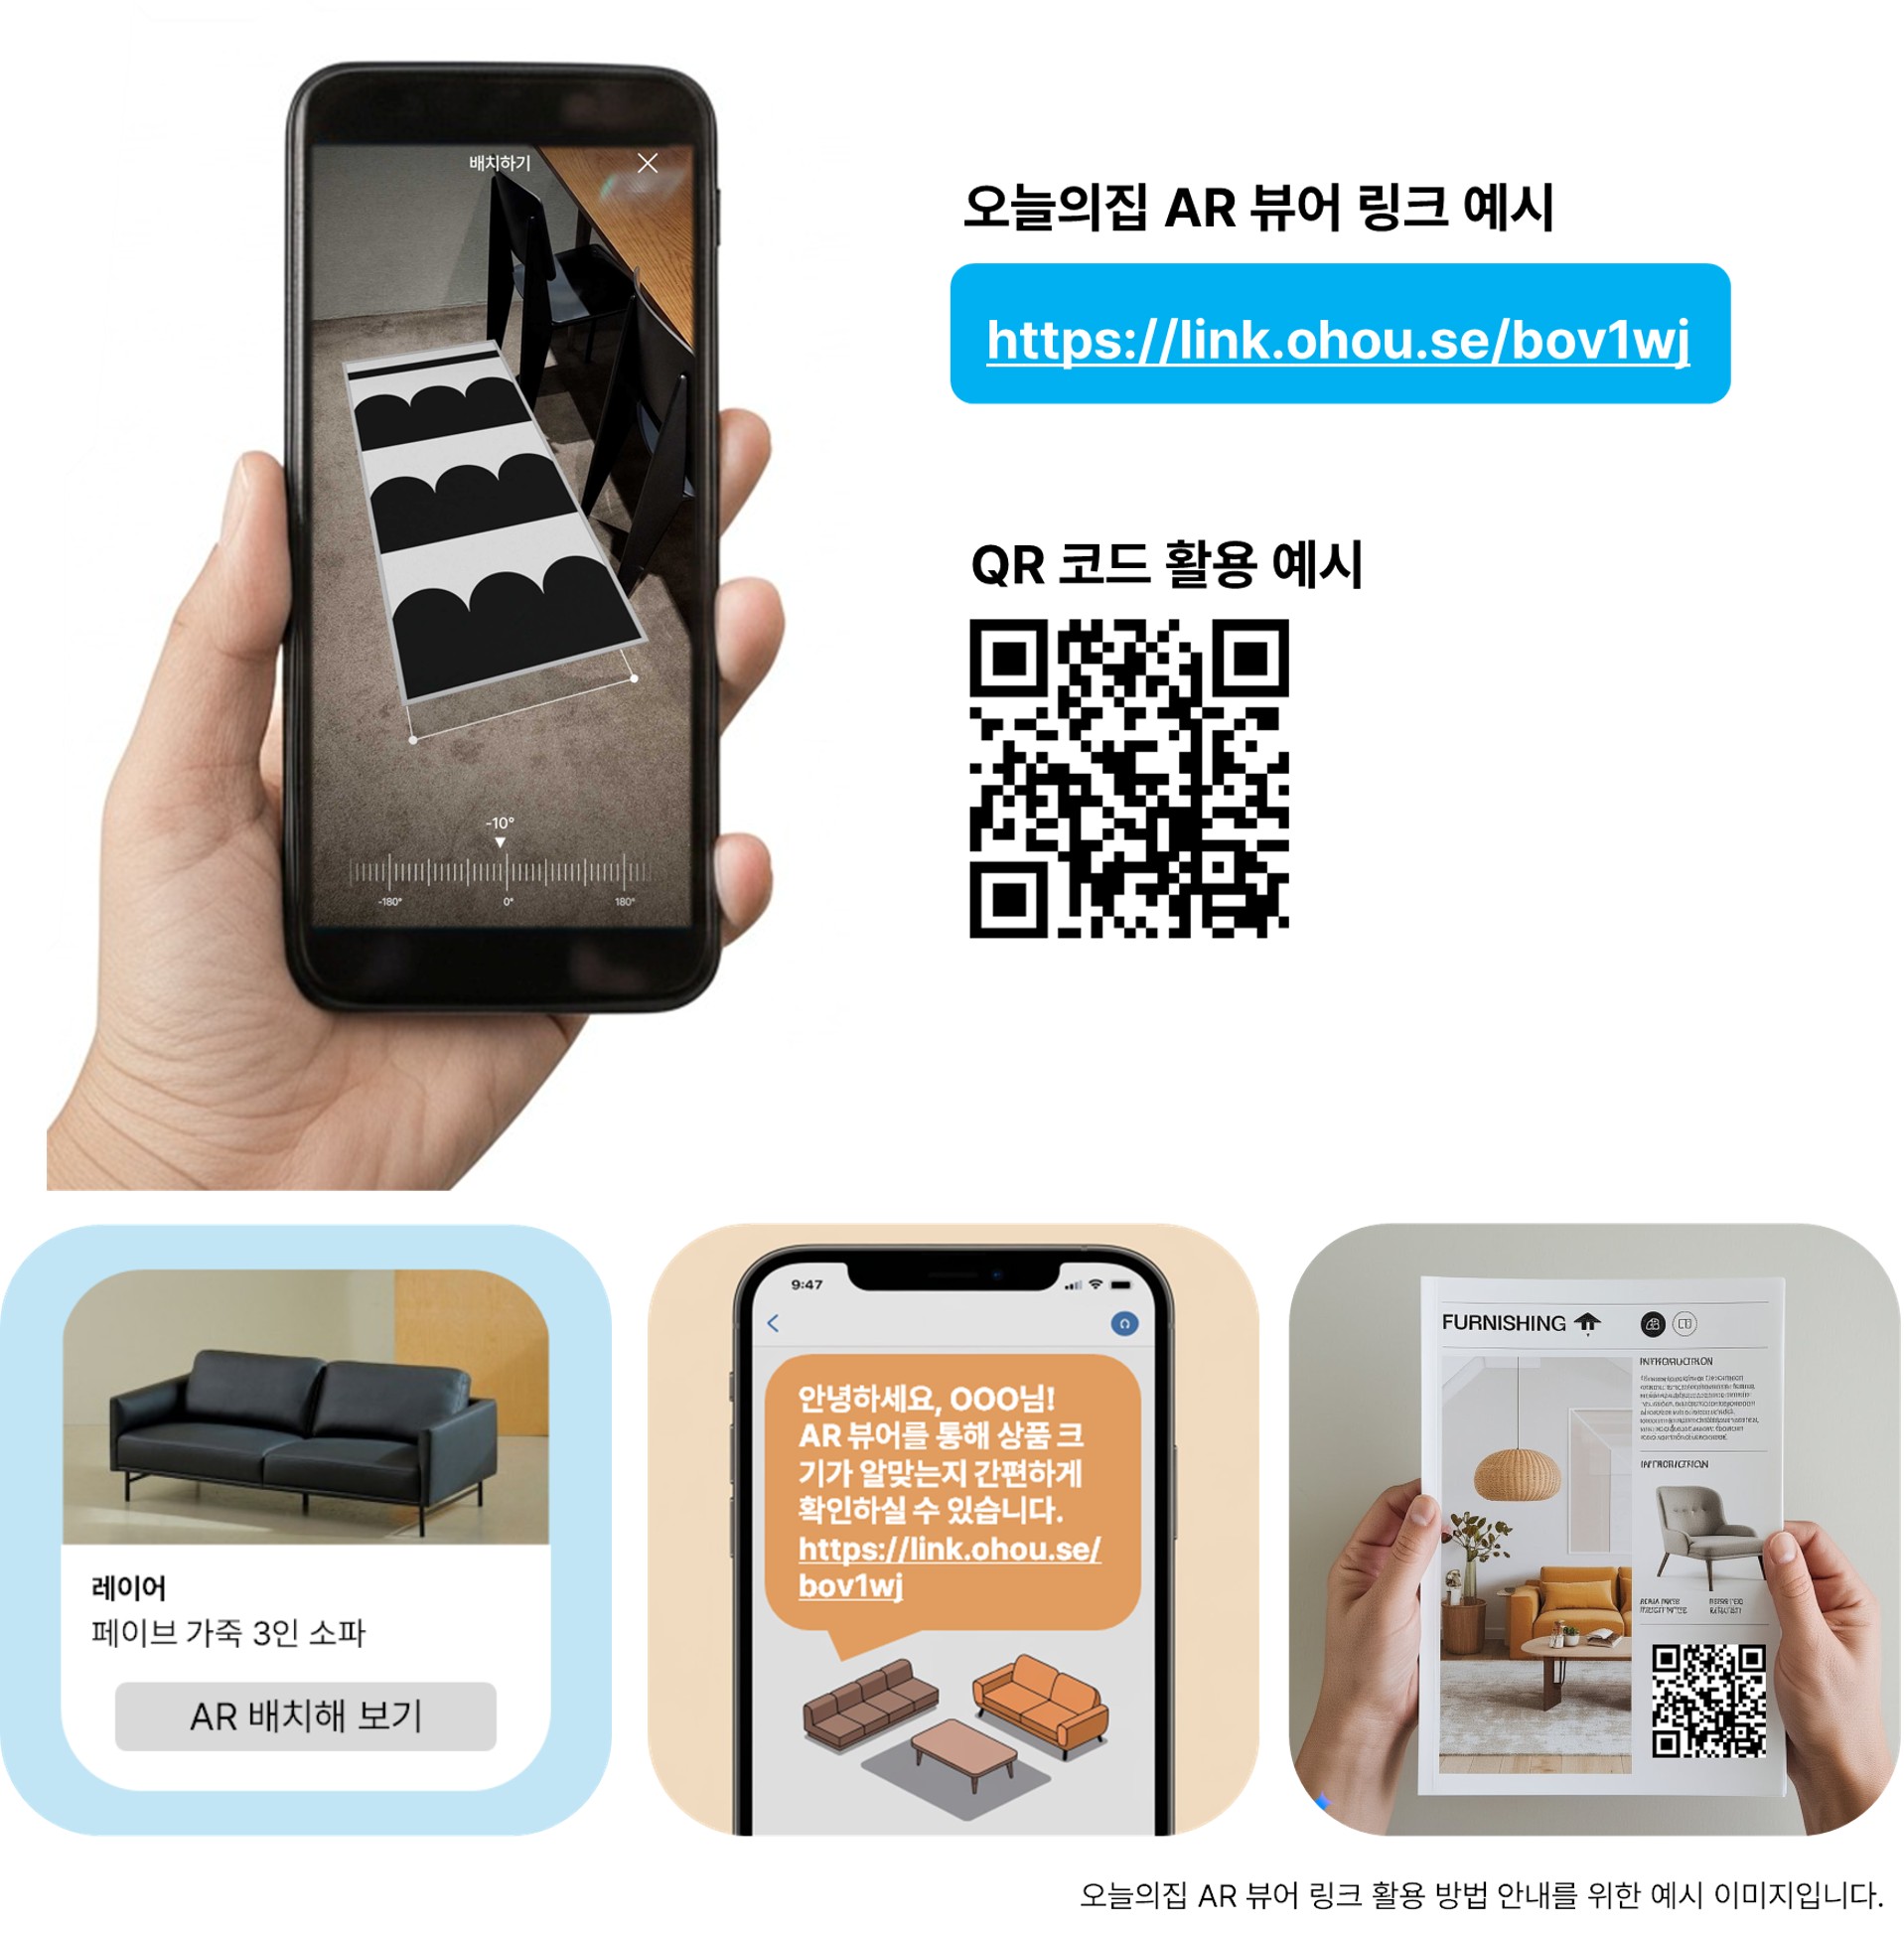 배치하기
-10°
-180°
0°
180°
오늘의집 AR 뷰어 링크 예시
https://link.ohou.se/bov1wj
QR 코드 활용 예시
레이어
페이브 가죽 3인 소파
AR 배치해 보기
9:47
안녕하세요, OOO님!
AR 뷰어를 통해 상품 크
기가 알맞는지 간편하게
확인하실 수 있습니다.
https://link.ohou.se/
bov1wj
FURNISHING
오늘의집 AR 뷰어 링크 활용 방법 안내를 위한 예시 이미지입니다.